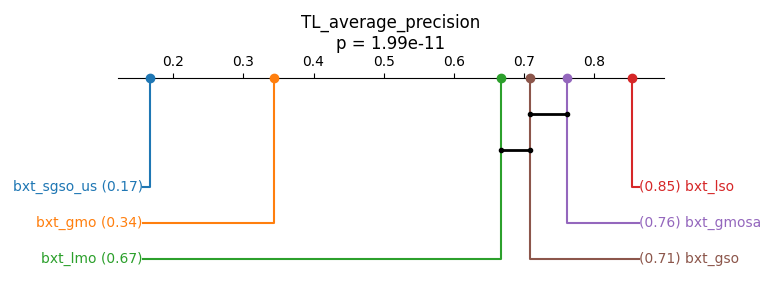 TL_average_precision
p = 1.99e-11
0.2 0.3 0.4 0.5 0.6 0.7 0.8
bxt_sgso_us (0.17) (0.85) bxt_lso
bxt_gmo (0.34) (0.76) bxt_gmosa
bxt_lmo (0.67) (0.71) bxt_gso